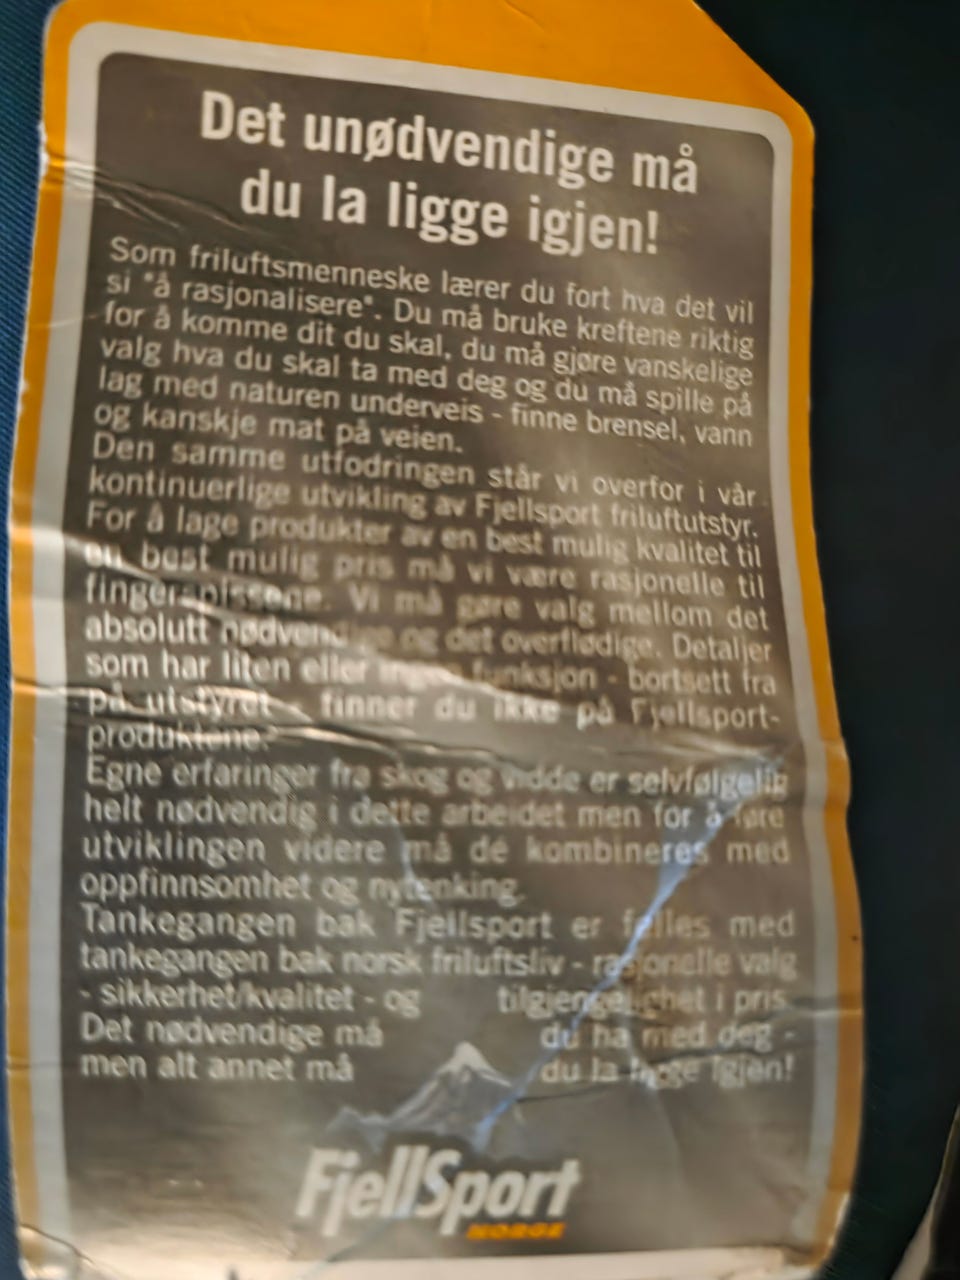 Det unødvendige må
du la ligge igjen!
Som friluftsmenneske lærer du fort hva det vil
si "å rasjonalisere". Du må bruke kreftene riktig
for å komme dit du skal, du må gjøre vanskelige
valg hva du skal ta med deg og du må spille på
lag med naturen underveis - finne brensel, vann
og kanskje mat på veien.
Den samme utfodringen står vi overfor i vår
kontinuerlige utvikling av Fjellsport friluftutstyr.
For å lage produkter av en best mulig kvalitet til
en best mulig pris må vi være rasjonelle til
fingerspissene. Vi må gøre valg mellom det
absolutt nødvendige og det overflødige. Detaljer
som har liten eller ingen funksjon - bortsett fra
på utstyret - finner du ikke på Fjellsport-
produktene.
Egne erfaringer fra skog og vidde er selvfølgelig
helt nødvendig i dette arbeidet men for å føre
utviklingen videre må de kombineres med
oppfinnsomhet og nytenking.
Tankegangen bak Fjellsport er felles med
tankegangen bak norsk friluftsliv - rasjonelle valg
- sikkerhet/kvalitet - og tilgjengelighet i pris.
Det nødvendige må du ha med deg -
men alt annet må du la ligge igjen!
FjellSport
NORGE